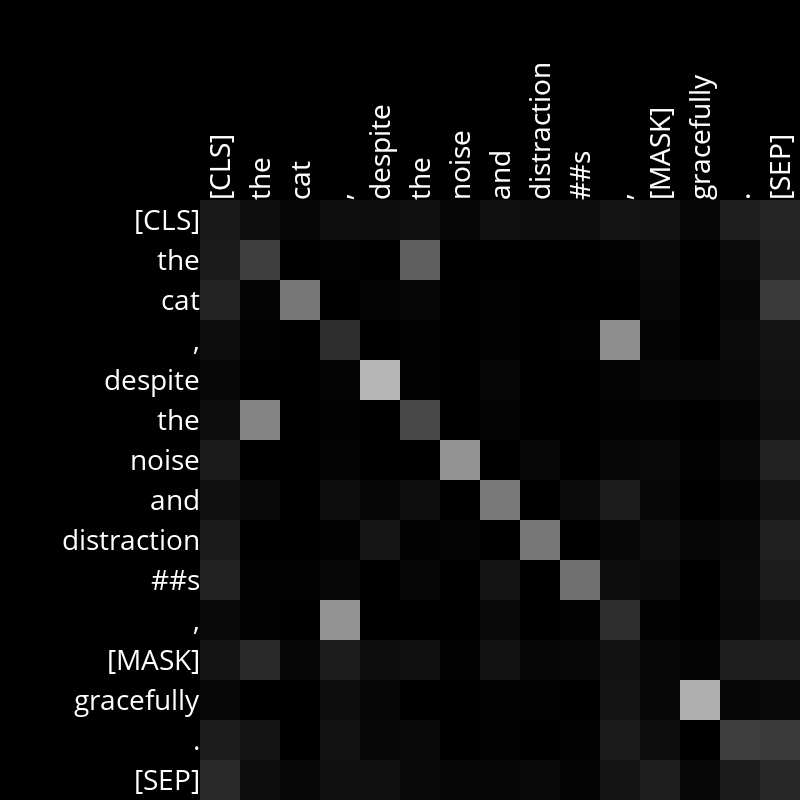 [CLS] the cat , despite the noise and distraction ##s , [MASK] gracefully . [SEP]
[CLS]
the
cat
,
despite
the
noise
and
distraction
##s
,
[MASK]
gracefully
.
[SEP]